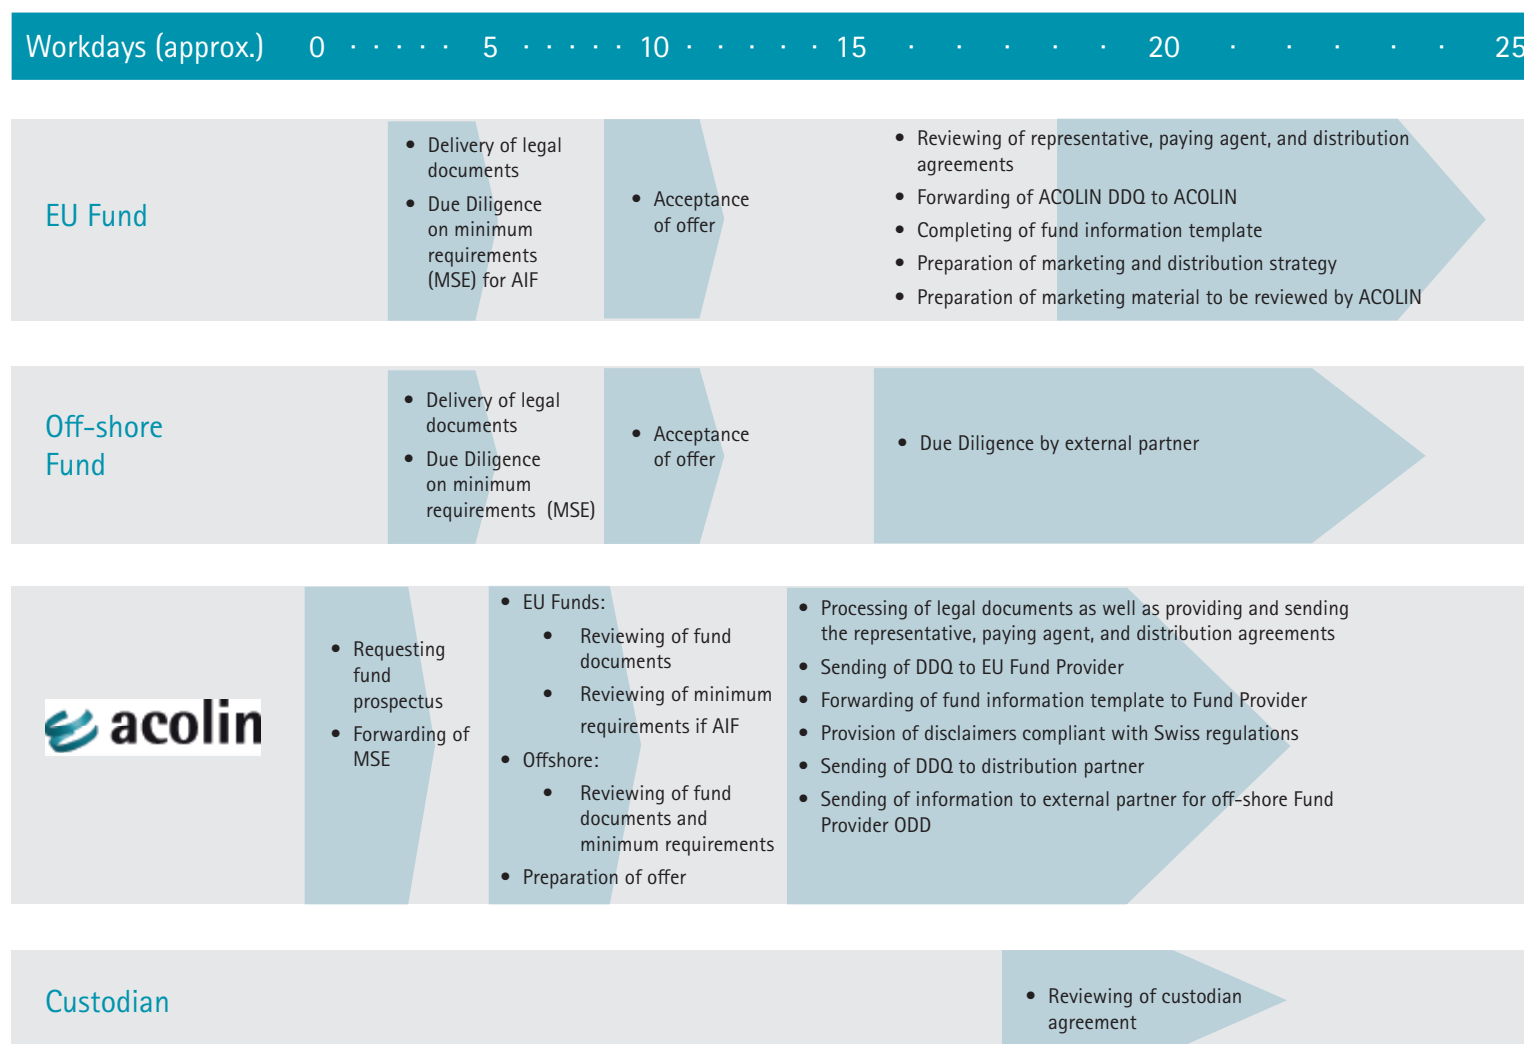 Workdays (approx.) 0 · · · · · 5 · · · · · 10 · · · · · 15 · · · · · 20 · · · · · 25
EU Fund
• Delivery of legal
documents
• Due Diligence
on minimum
requirements
(MSE) for AIF
• Acceptance
of offer
• Reviewing of representative, paying agent, and distribution
agreements
• Forwarding of ACOLIN DDQ to ACOLIN
• Completing of fund information template
• Preparation of marketing and distribution strategy
• Preparation of marketing material to be reviewed by ACOLIN
Off-shore
Fund
• Delivery of legal
documents
• Due Diligence
on minimum
requirements (MSE)
• Acceptance
of offer
• Due Diligence by external partner
acolin
• Requesting
fund
prospectus
• Forwarding of
MSE
• EU Funds:
• Reviewing of fund
documents
• Reviewing of minimum
requirements if AIF
• Offshore:
• Reviewing of fund
documents and
minimum requirements
• Preparation of offer
• Processing of legal documents as well as providing and sending
the representative, paying agent, and distribution agreements
• Sending of DDQ to EU Fund Provider
• Forwarding of fund information template to Fund Provider
• Provision of disclaimers compliant with Swiss regulations
• Sending of DDQ to distribution partner
• Sending of information to external partner for off-shore Fund
Provider ODD
Custodian
• Reviewing of custodian
agreement